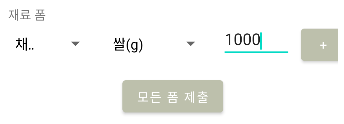 재료 폼
채..
쌀(g)
1000
+
모든 폼 제출